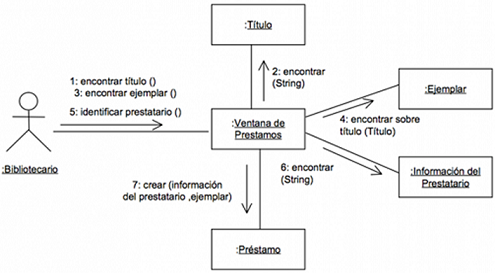 :Título
1: encontrar título ()
3: encontrar ejemplar ()
5: identificar prestatario ()
2: encontrar
(String)
:Ejemplar
:Ventana de
Prestamos
4: encontrar sobre
título (Título)
:Bibliotecario
6: encontrar
(String)
:Información del
Prestatario
7: crear (información
del prestatario ,ejemplar)
:Préstamo